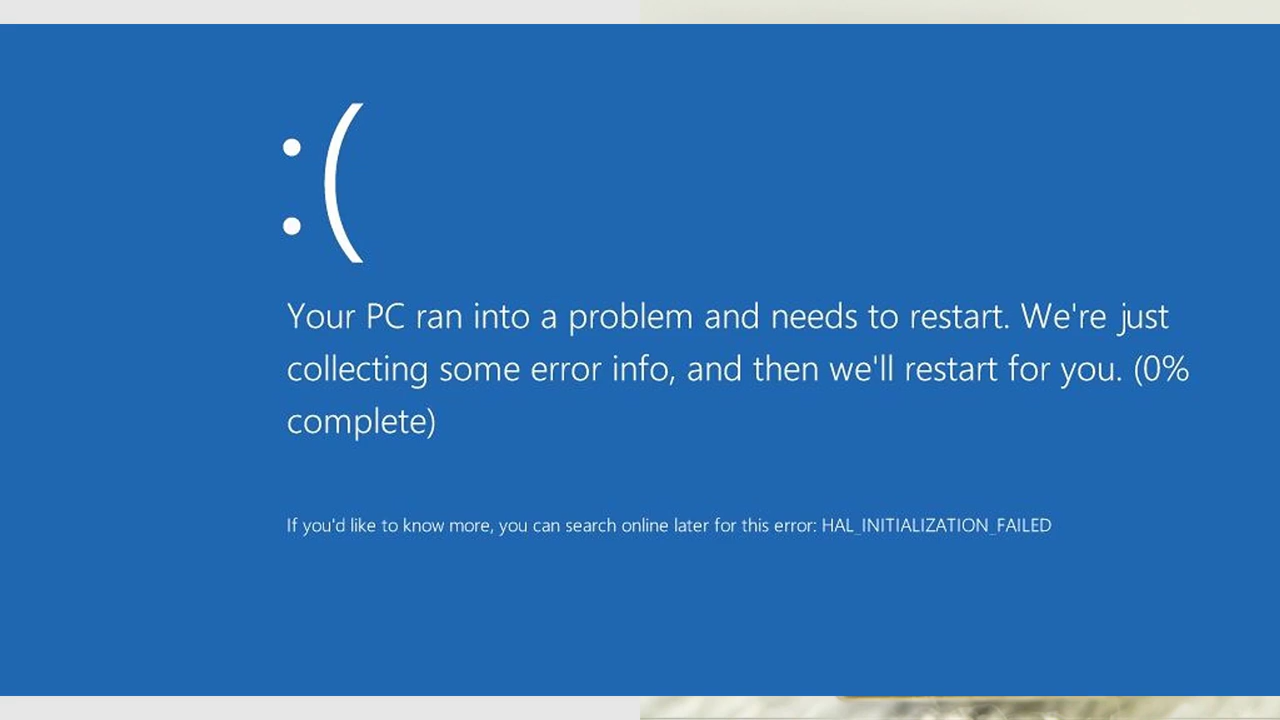 :(
Your PC ran into a problem and needs to restart. We're just
collecting some error info, and then we'll restart for you. (0%
complete)
If you'd like to know more, you can search online later for this error: HAL_INITIALIZATION_FAILED